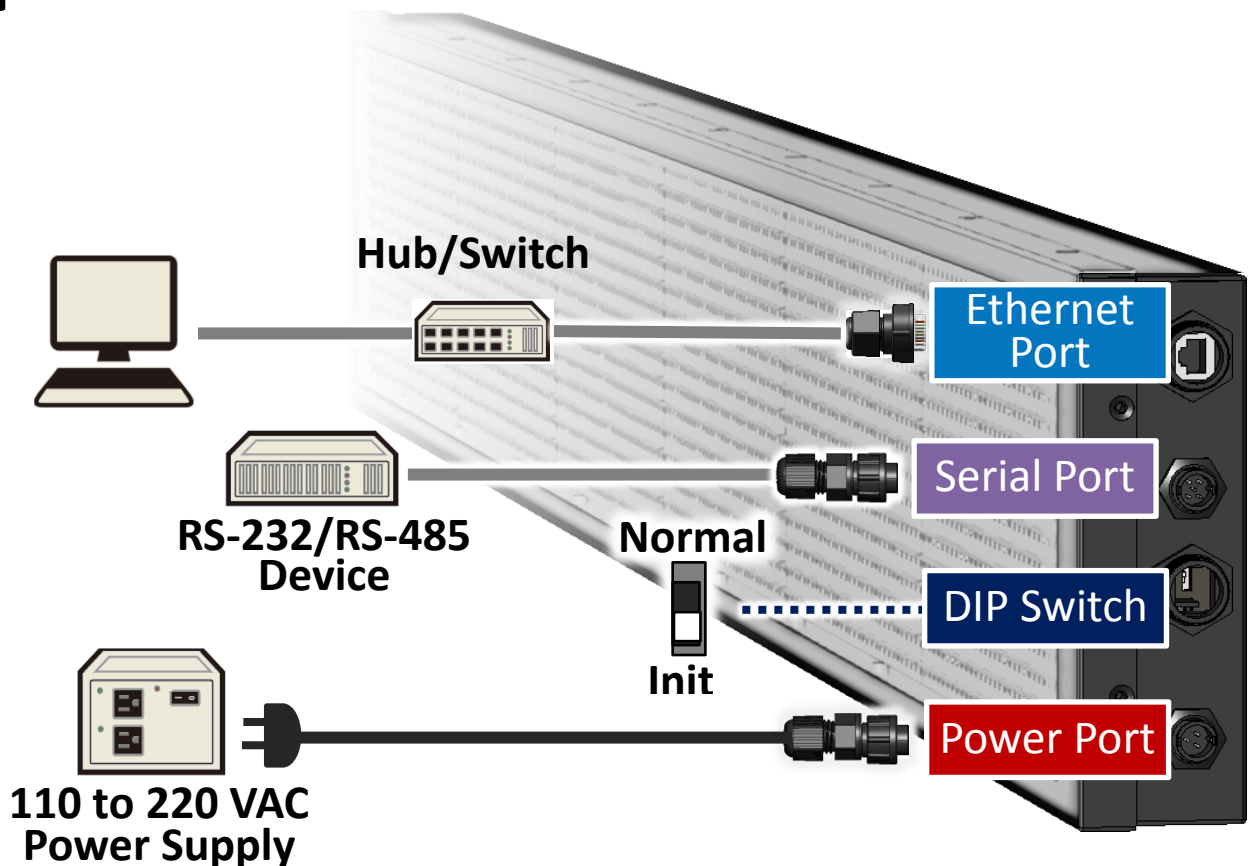 Hub/Switch
Ethernet
Port
Serial Port
RS-232/RS-485
Device
Normal
DIP Switch
Init
Power Port
110 to 220 VAC
Power Supply